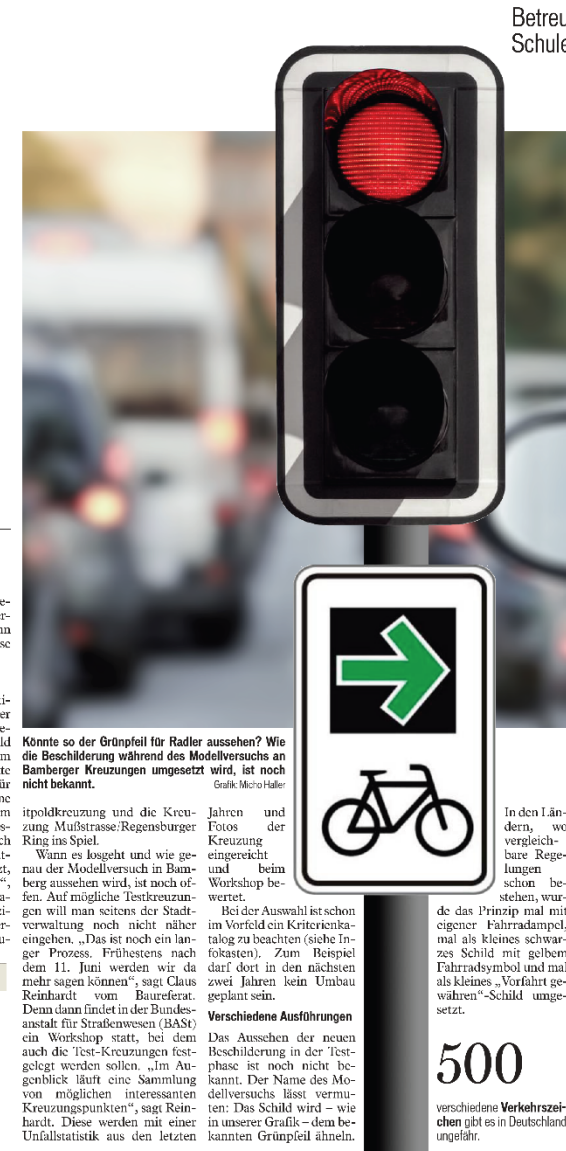 Betreu
Schule
e-
er-
nn
se
Könnte so der Grünpfeil für Radler aussehen? Wie
die Beschilderung während des Modellversuchs an
Bamberger Kreuzungen umgesetzt wird, ist noch
nicht bekannt.
Grafik: Micho Haller
itpoldkreuzung und die Kreu-
zung Mußstrasse/Regensburger
Ring ins Spiel.
Wann es losgeht und wie ge-
nau der Modellversuch in Bam-
berg aussehen wird, ist noch of-
fen. Auf mögliche Testkreuzun-
gen will man seitens der Stadt-
verwaltung noch nicht näher
eingehen. „Das ist noch ein lan-
ger Prozess. Frühestens nach
dem 11. Juni werden wir da
mehr sagen können“, sagt Claus
Reinhardt vom Baureferat.
Denn dann findet in der Bundes-
anstalt für Straßenwesen (BASt)
ein Workshop statt, bei dem
auch die Test-Kreuzungen fest-
gelegt werden sollen. „Im Au-
genblick läuft eine Sammlung
von möglichen interessanten
Kreuzungspunkten“, sagt Rein-
hardt. Diese werden mit einer
Unfallstatistik aus den letzten
Jahren und
Fotos der
Kreuzung
eingereicht
und beim
Workshop be-
wertet.
Bei der Auswahl ist schon
im Vorfeld ein Kriterienka-
talog zu beachten (siehe In-
fokasten). Zum Beispiel
darf dort in den nächsten
zwei Jahren kein Umbau
geplant sein.
Verschiedene Ausführungen
Das Aussehen der neuen
Beschilderung in der Test-
phase ist noch nicht be-
kannt. Der Name des Mo-
dellversuchs lässt vermu-
ten: Das Schild wird – wie
in unserer Grafik – dem be-
kannten Grünpfeil ähneln.
In den Län-
dern, wo
vergleich-
bare Rege-
lungen
schon be-
stehen, wur-
de das Prinzip mal mit
eigener Fahrradampel,
mal als kleines schwar-
zes Schild mit gelbem
Fahrradsymbol und mal
als kleines „Vorfahrt ge-
währen“-Schild umge-
setzt.
500
verschiedene Verkehrszei-
chen gibt es in Deutschland
ungefähr.